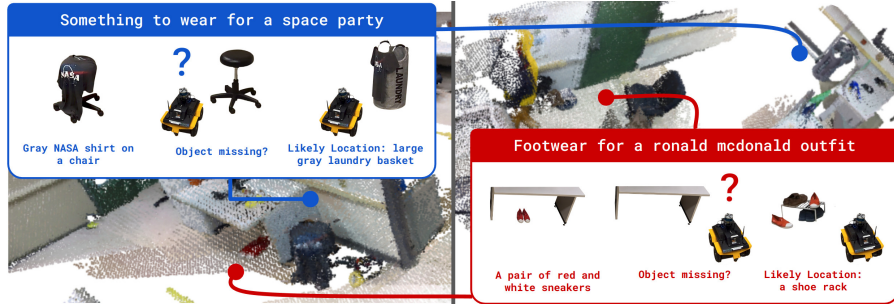 Something to wear for a space party
?
NASA
NASA
LAUNDRY
Gray NASA shirt on
a chair
Object missing?
Likely Location: large
gray laundry basket
Footwear for a ronald mcdonald outfit
?
A pair of red and
white sneakers
Object missing?
Likely Location:
a shoe rack